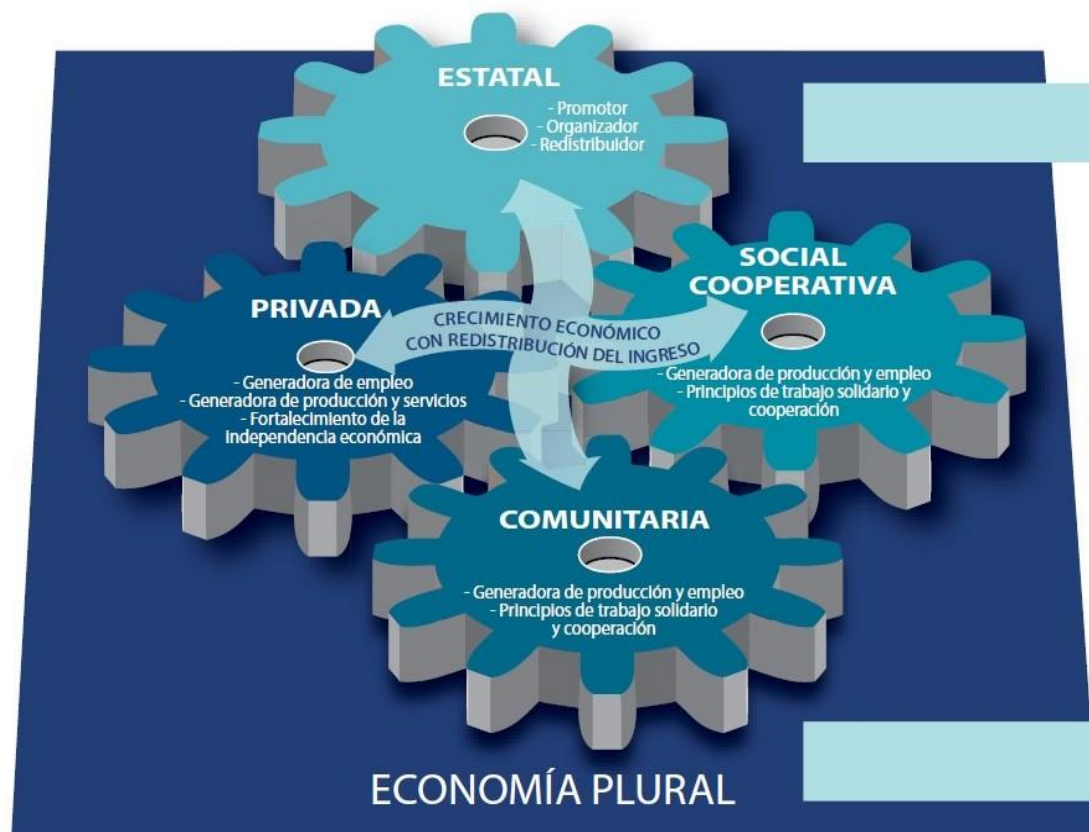 ESTATAL
- Promotor
- Organizador
- Redistribuidor
SOCIAL
COOPERATIVA
- Generadora de producción y empleo
- Principios de trabajo solidario y
cooperación
PRIVADA
- Generadora de empleo
- Generadora de producción y servicios
- Fortalecimiento de la
independencia económica
CRECIMIENTO ECONÓMICO
CON REDISTRIBUCIÓN DEL INGRESO
COMUNITARIA
- Generadora de producción y empleo
- Principios de trabajo solidario
y cooperación
ECONOMÍA PLURAL